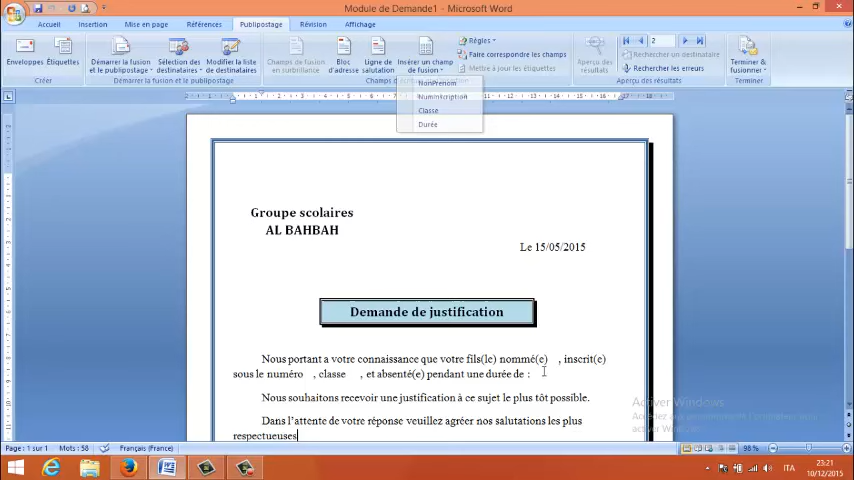 Module de Demande1 - Microsoft Word
Accueil Insertion Mise en page Références Publipostage Révision Affichage
Enveloppes Étiquettes
Créer
Démarrer la fusion et le publipostage
Sélection des destinataires
Modifier la liste de destinataires
Champs de fusion en surbrillance
Bloc d'adresse
Ligne de salutation
Insérer un champ de fusion
Règles
Faire correspondre les champs
Mettre à jour les étiquettes
Aperçu des résultats
2
Rechercher un destinataire
Rechercher les erreurs
Aperçu des résultats
Terminer & fusionner
Terminer
NomPrenom
NumInscription
Classe
Durée
Groupe scolaires
AL BAHBAH
Le 15/05/2015
Demande de justification
Nous portant a votre connaissance que votre fils(le) nommé(e) , inscrit(e)
sous le numéro , classe , et absenté(e) pendant une durée de :
Nous souhaitons recevoir une justification à ce sujet le plus tôt possible.
Dans l'attente de votre réponse veuillez agréer nos salutations les plus
respectueuses
Activer Windows
Page : 1 sur 1 Mots : 58 Français (France) 98 %
ITA
23:21
10/12/2015